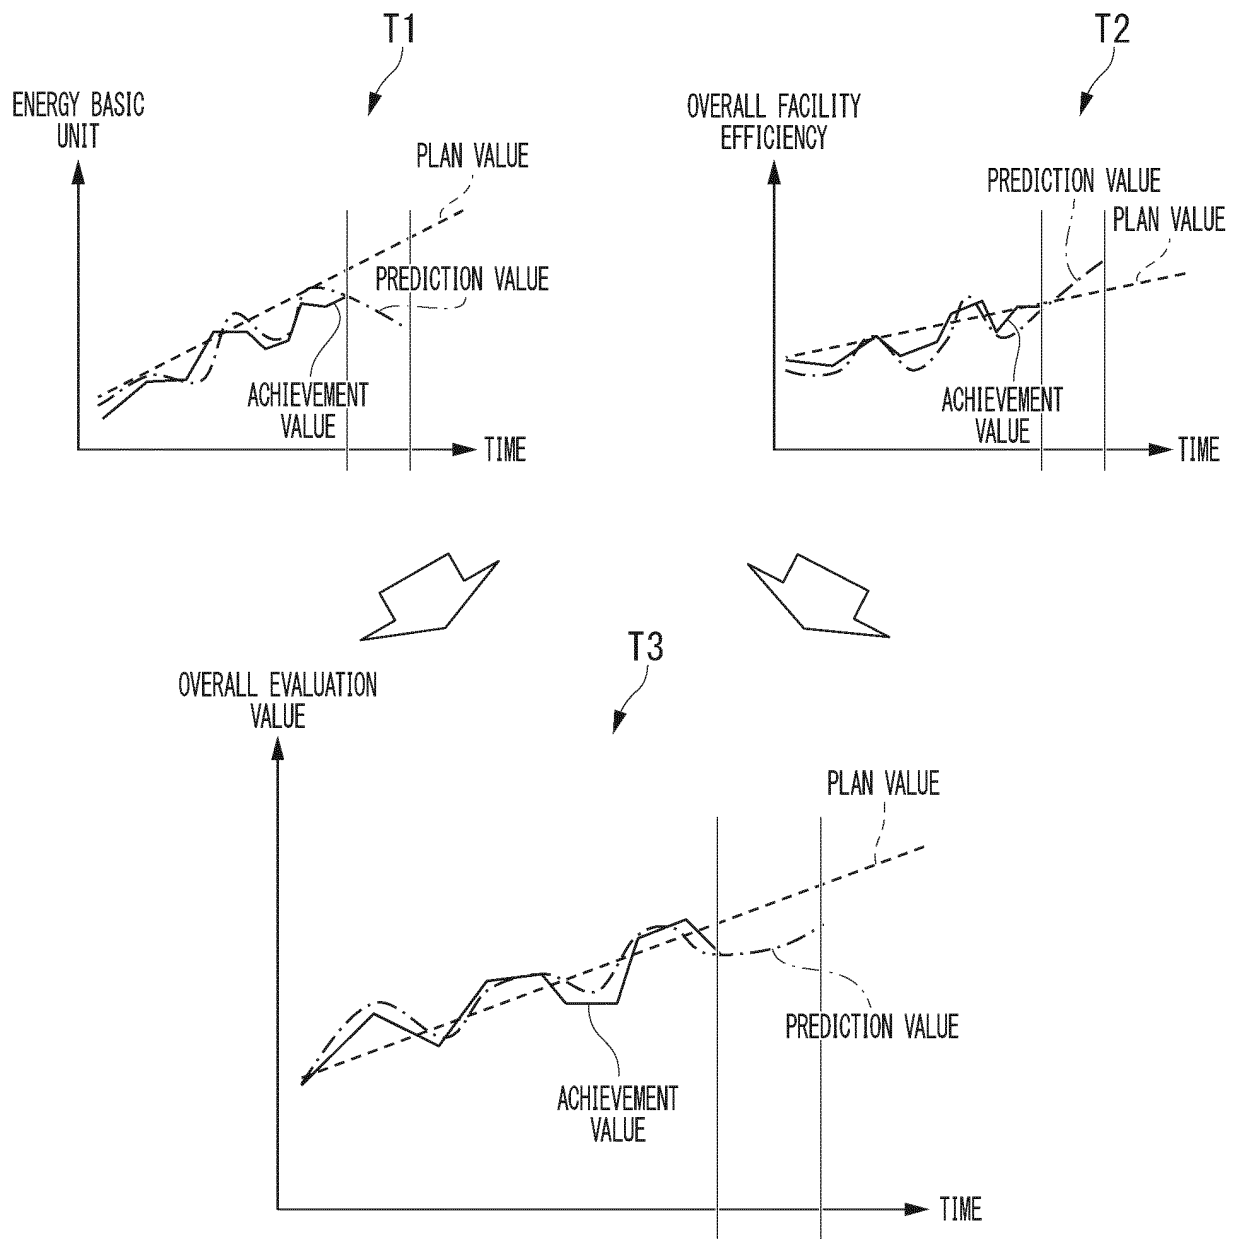 T1
ENERGY BASIC
UNIT
PLAN VALUE
PREDICTION VALUE
ACHIEVEMENT
VALUE
TIME
T2
OVERALL FACILITY
EFFICIENCY
PREDICTION VALUE
PLAN VALUE
ACHIEVEMENT
VALUE
TIME
T3
OVERALL EVALUATION
VALUE
PLAN VALUE
PREDICTION VALUE
ACHIEVEMENT
VALUE
TIME